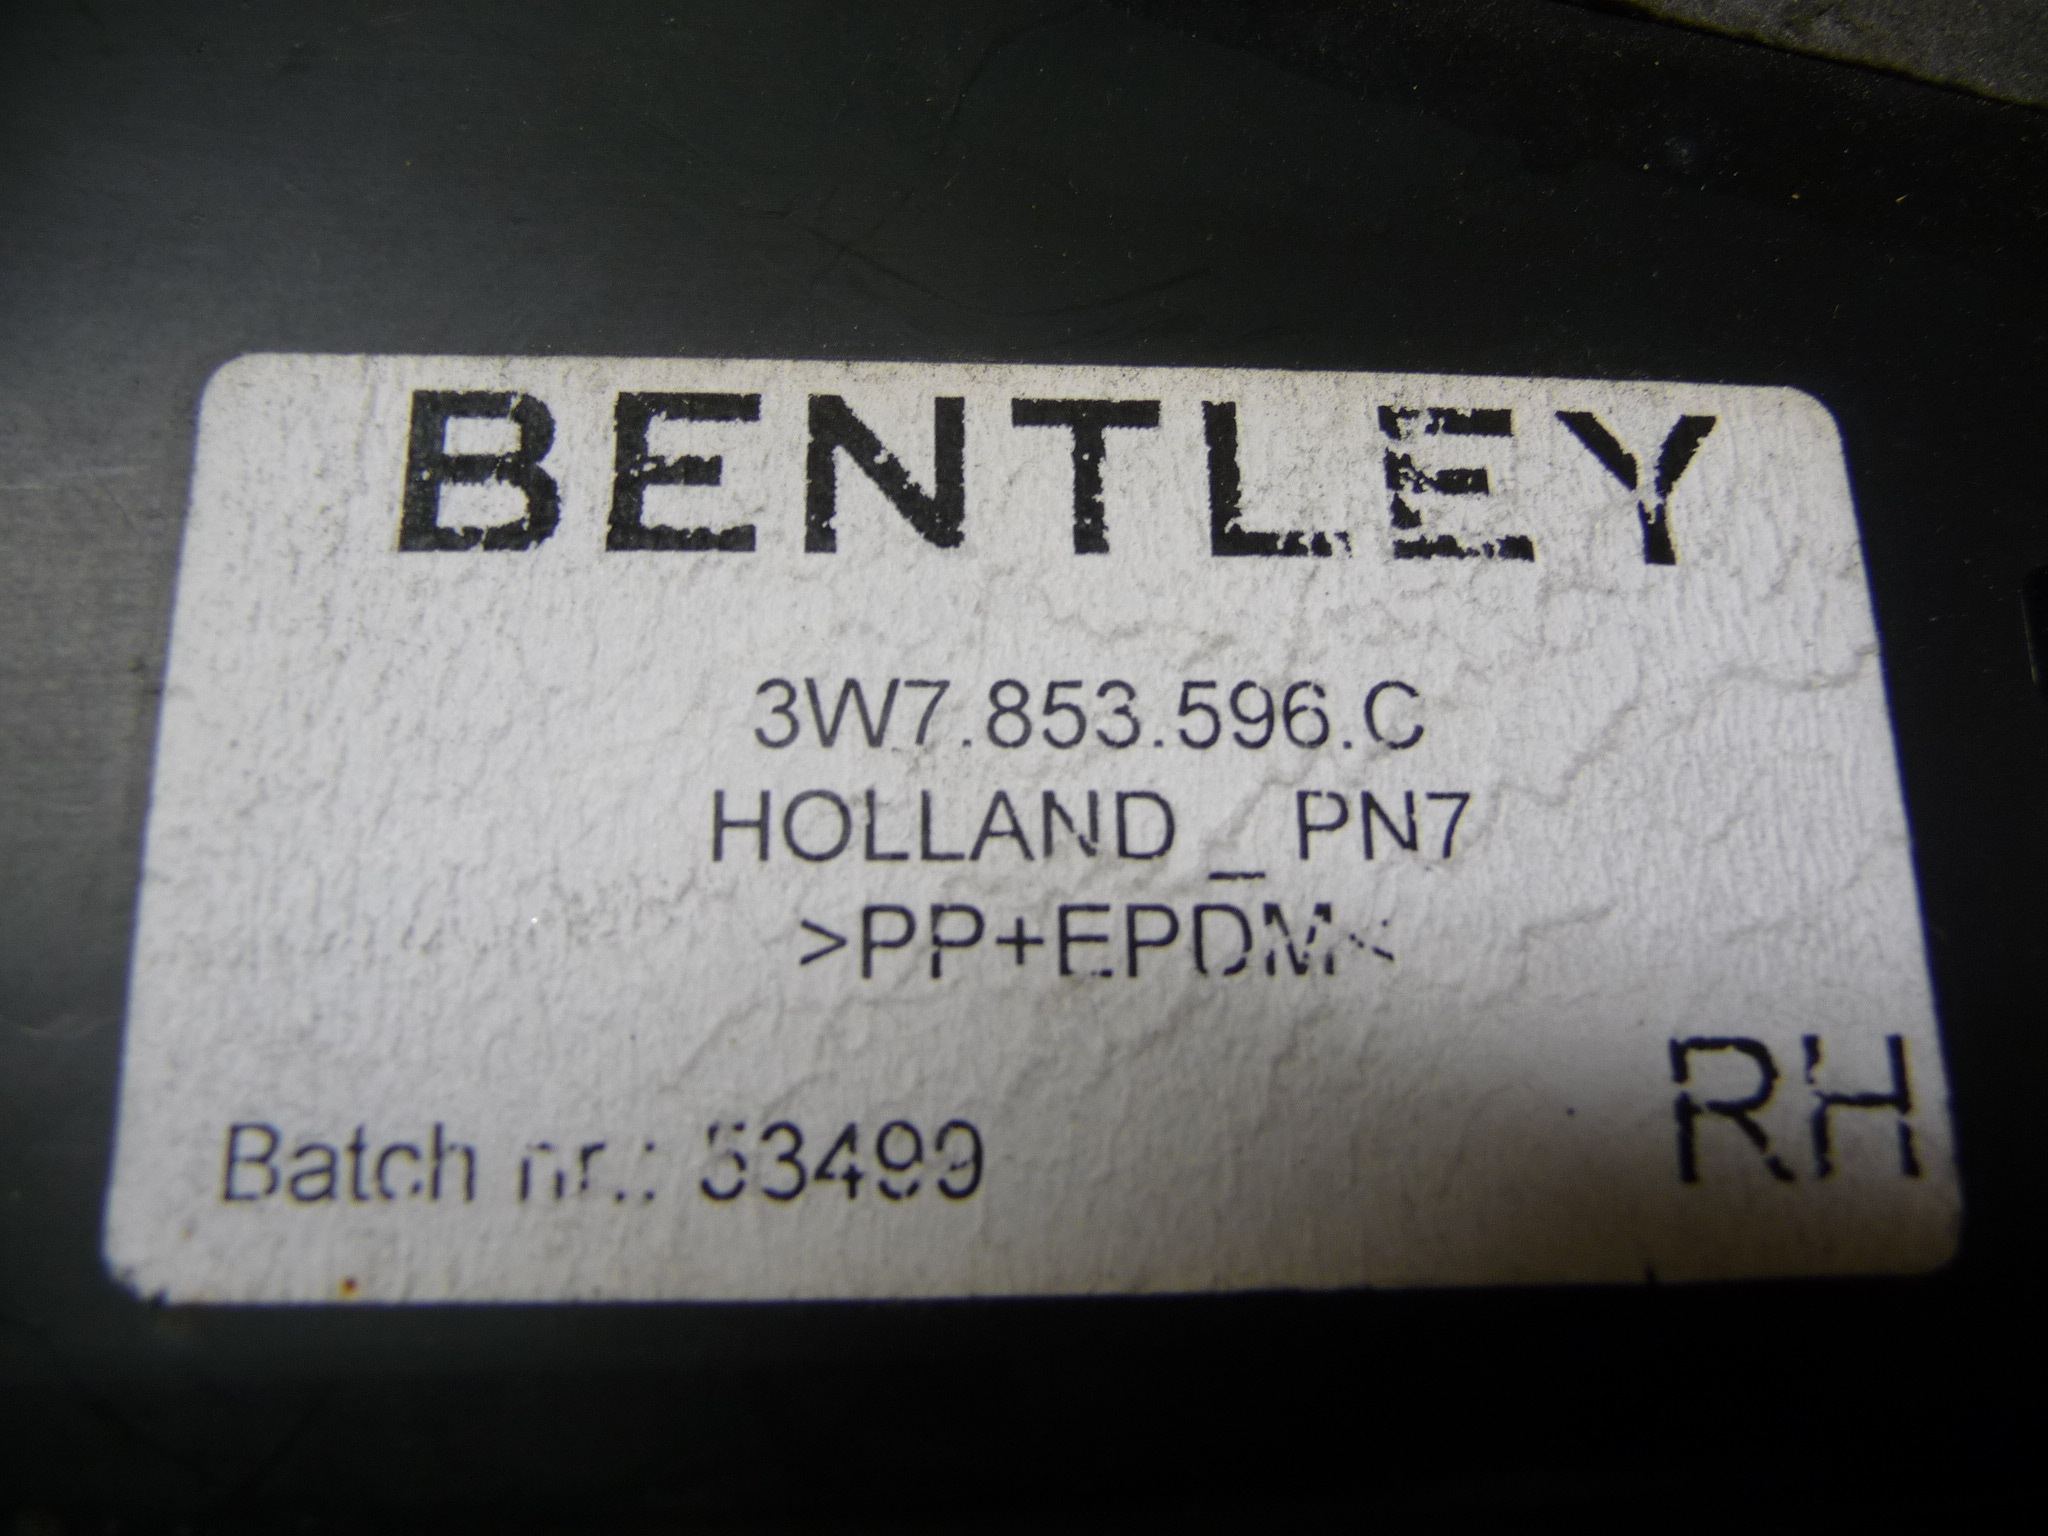 BENTLEY
3W7.853.596.C
HOLLAND _ PN7
>PP+EPDM<
RH
Batch nr.: 53499